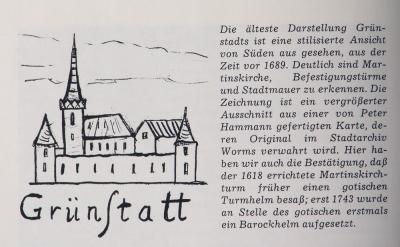 Grünſtatt
Die älteste Darstellung Grün-
stadts ist eine stilisierte Ansicht
von Süden aus gesehen, aus der
Zeit vor 1689. Deutlich sind Mar-
tinskirche, Befestigungstürme
und Stadtmauer zu erkennen. Die
Zeichnung ist ein vergrößerter
Ausschnitt aus einer von Peter
Hammann gefertigten Karte, de-
ren Original im Stadtarchiv
Worms verwahrt wird. Hier ha-
ben wir auch die Bestätigung, daß
der 1618 errichtete Martinskirch-
turm früher einen gotischen
Turmhelm besaß; erst 1743 wurde
an Stelle des gotischen erstmals
ein Barockhelm aufgesetzt.